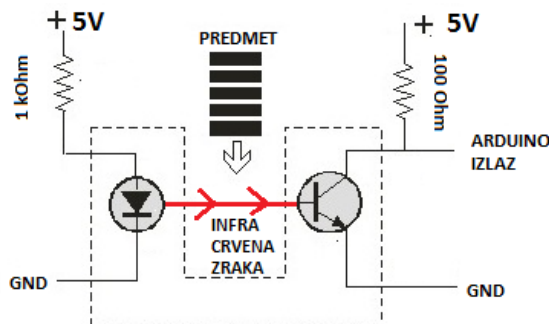 + 5V
PREDMET
+ 5V
1 kOhm
100 Ohm
ARDUINO
IZLAZ
INFRA
CRVENA
ZRAKA
GND
GND